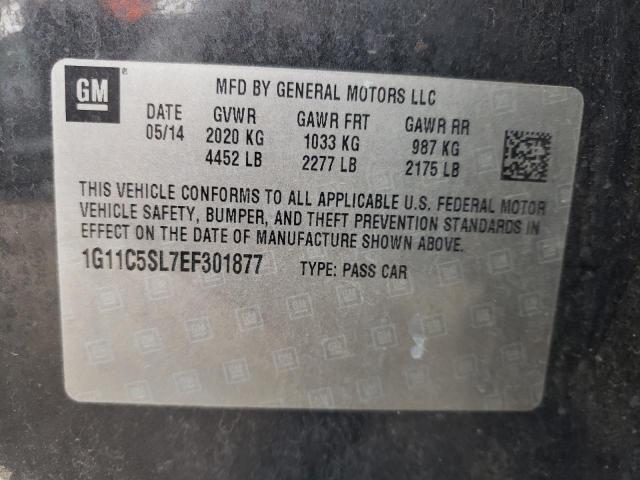 GM
MFD BY GENERAL MOTORS LLC
DATE GVWR GAWR FRT GAWR RR
05/14 2020 KG 1033 KG 987 KG
4452 LB 2277 LB 2175 LB
THIS VEHICLE CONFORMS TO ALL APPLICABLE U.S. FEDERAL MOTOR
VEHICLE SAFETY, BUMPER, AND THEFT PREVENTION STANDARDS IN
EFFECT ON THE DATE OF MANUFACTURE SHOWN ABOVE.
1G11C5SL7EF301877 TYPE: PASS CAR